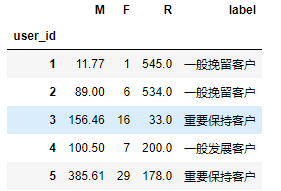 M F R label
user_id
1 11.77 1 545.0 一般挽留客户
2 89.00 6 534.0 一般挽留客户
3 156.46 16 33.0 重要保持客户
4 100.50 7 200.0 一般发展客户
5 385.61 29 178.0 重要保持客户